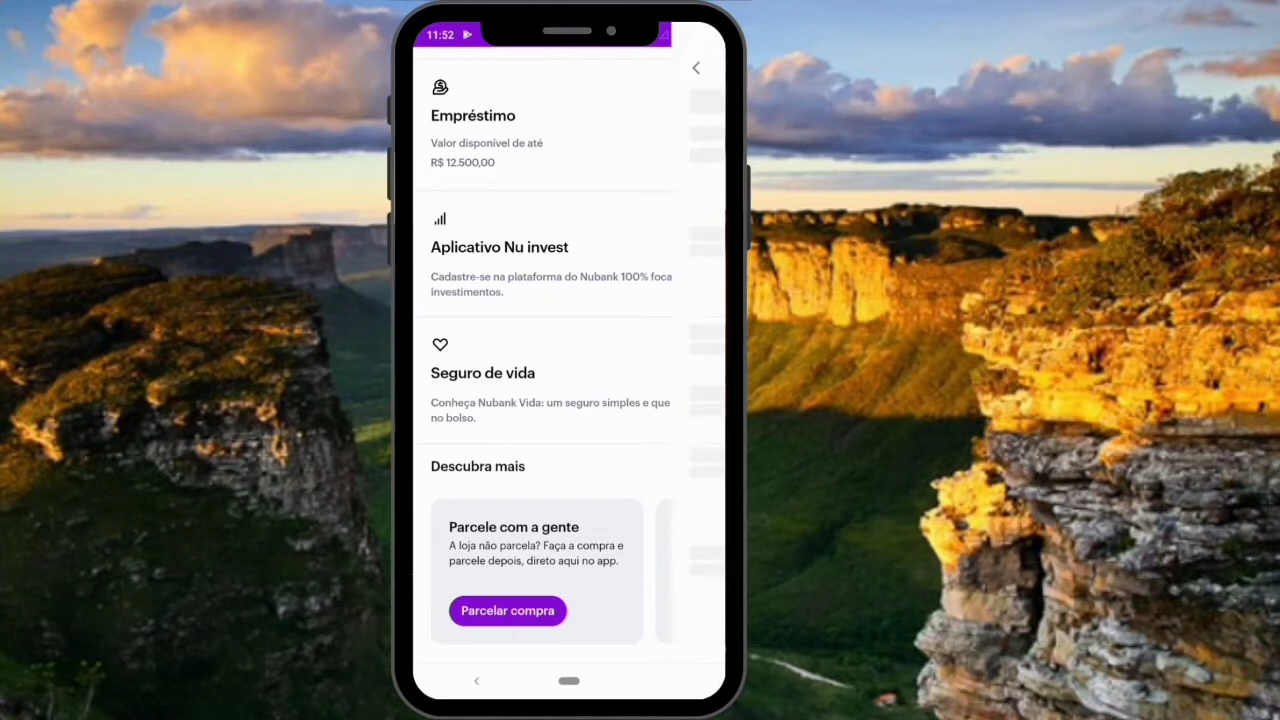 11:52
Empréstimo
Valor disponível de até
R$ 12.500,00
Aplicativo Nu invest
Cadastre-se na plataforma do Nubank 100% foca
investimentos.
Seguro de vida
Conheça Nubank Vida: um seguro simples e que
no bolso.
Descubra mais
Parcele com a gente
A loja não parcela? Faça a compra e
parcele depois, direto aqui no app.
Parcelar compra